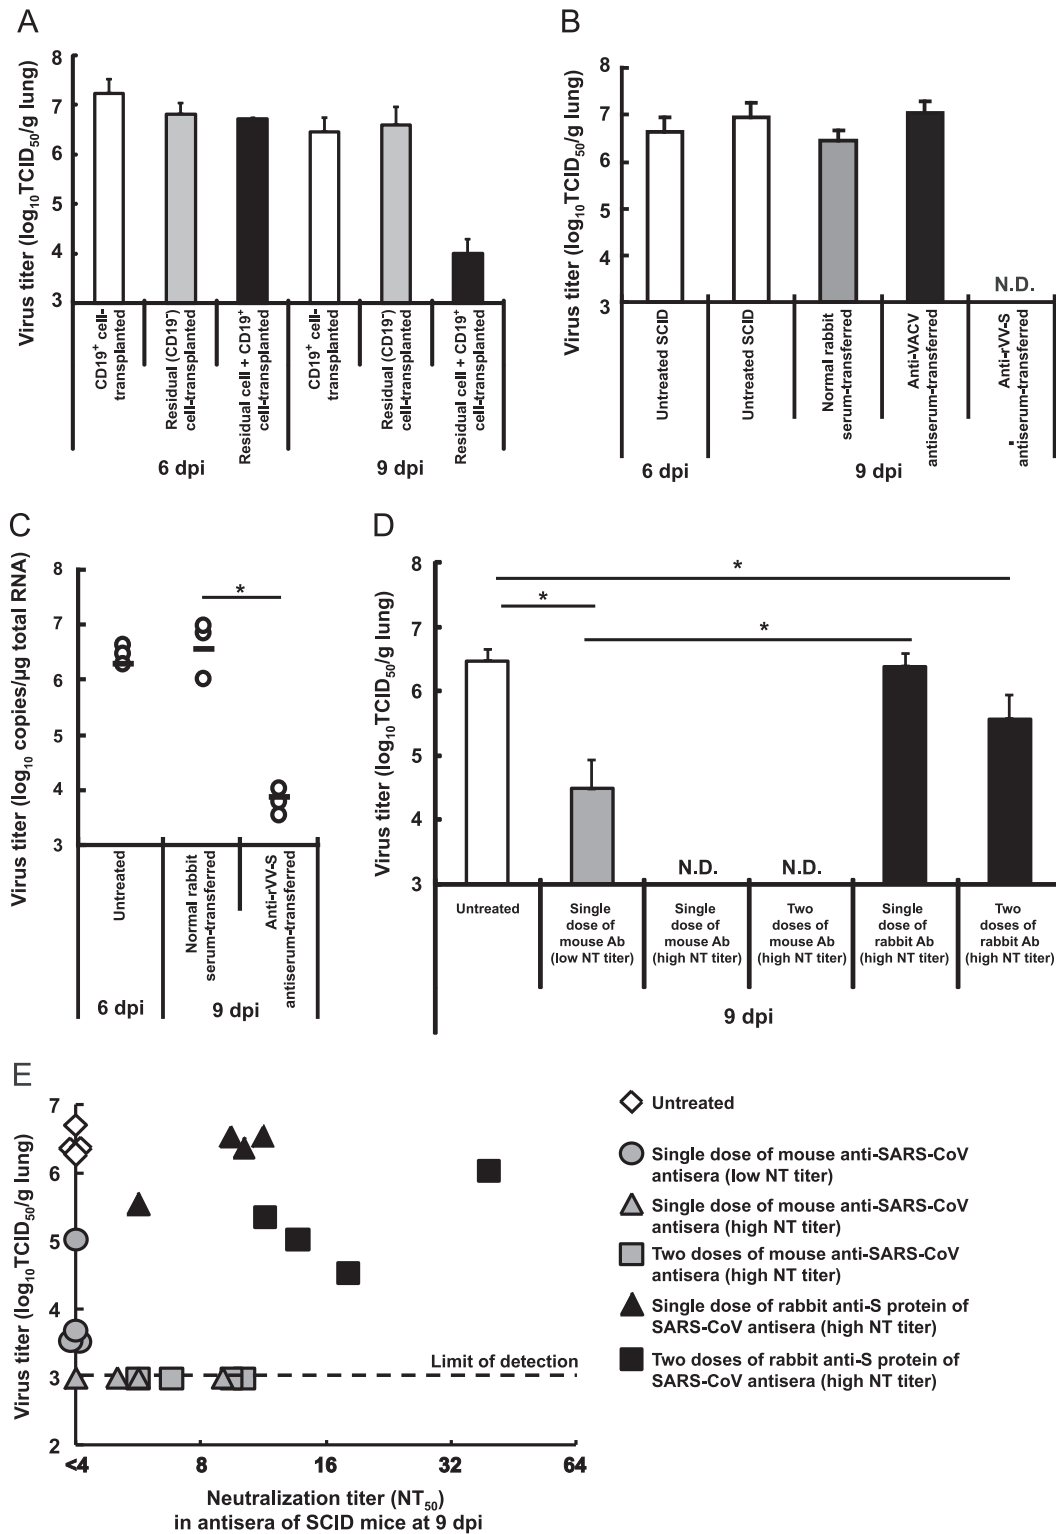 A
Virus titer (log10TCID50/g lung)
8
7
6
5
4
3
CD19+ cell-
transplanted
Residual (CD19-)
cell-transplanted
Residual cell + CD19+
cell-transplanted
CD19+ cell-
transplanted
Residual (CD19-)
cell-transplanted
Residual cell + CD19+
cell-transplanted
6 dpi
9 dpi
B
Virus titer (log10TCID50/g lung)
8
7
6
5
4
3
N.D.
Untreated SCID
Untreated SCID
Normal rabbit
serum-transferred
Anti-VACV
antiserum-transferred
Anti-rVV-S
antiserum-transferred
6 dpi
9 dpi
C
Virus titer (log10 copies/µg total RNA)
8
7
6
5
4
3
*
Untreated
Normal rabbit
serum-transferred
Anti-rVV-S
antiserum-transferred
6 dpi
9 dpi
D
Virus titer (log10TCID50/g lung)
8
7
6
5
4
3
*
*
*
N.D.
N.D.
Untreated
Single
dose of
mouse Ab
(low NT titer)
Single
dose of
mouse Ab
(high NT titer)
Two
doses of
mouse Ab
(high NT titer)
Single
dose of
rabbit Ab
(high NT titer)
Two
doses of
rabbit Ab
(high NT titer)
9 dpi
E
Virus titer (log10TCID50/g lung)
7
6
5
4
3
2
Limit of detection
<4
8
16
32
64
Neutralization titer (NT50)
in antisera of SCID mice at 9 dpi
Untreated
Single dose of mouse anti-SARS-CoV
antisera (low NT titer)
Single dose of mouse anti-SARS-CoV
antisera (high NT titer)
Two doses of mouse anti-SARS-CoV
antisera (high NT titer)
Single dose of rabbit anti-S protein of
SARS-CoV antisera (high NT titer)
Two doses of rabbit anti-S protein of
SARS-CoV antisera (high NT titer)